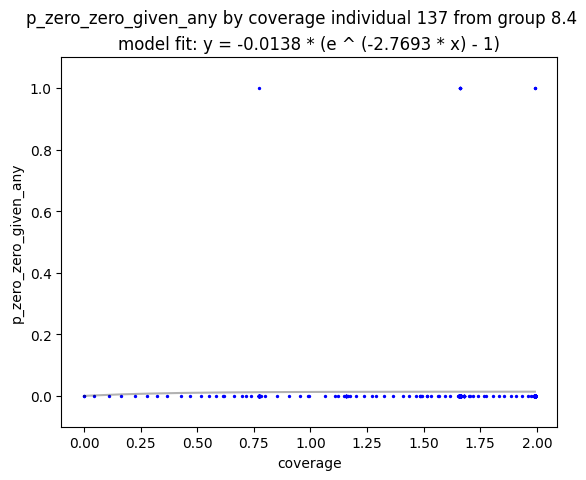 p_zero_zero_given_any by coverage individual 137 from group 8.4
model fit: y = -0.0138 * (e ^ (-2.7693 * x) - 1)
p_zero_zero_given_any
1.0
0.8
0.6
0.4
0.2
0.0
0.00 0.25 0.50 0.75 1.00 1.25 1.50 1.75 2.00
coverage